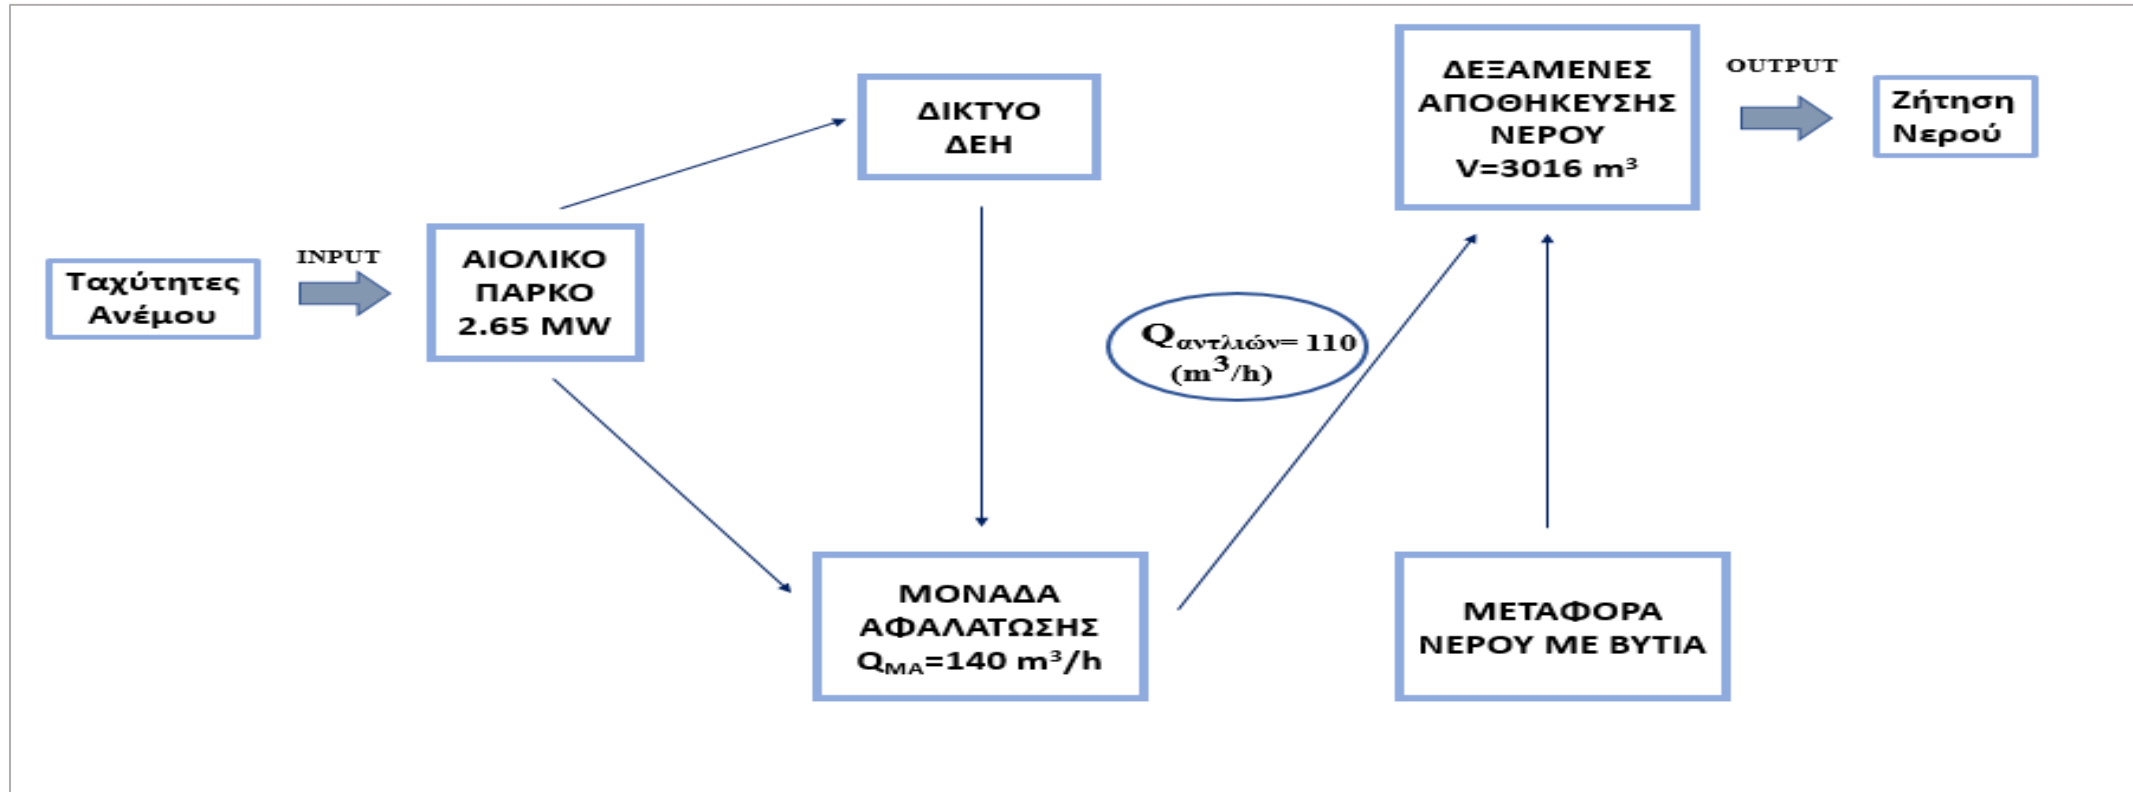 Ταχύτητες
Ανέμου
INPUT
ΑΙΟΛΙΚΟ
ΠΑΡΚΟ
2.65 MW
ΔΙΚΤΥΟ
ΔΕΗ
ΜΟΝΑΔΑ
ΑΦΑΛΑΤΩΣΗΣ
QΜΑ=140 m³/h
Qαντλιών= 110
(m³/h)
ΔΕΞΑΜΕΝΕΣ
ΑΠΟΘΗΚΕΥΣΗΣ
ΝΕΡΟΥ
V=3016 m³
OUTPUT
Ζήτηση
Νερού
ΜΕΤΑΦΟΡΑ
ΝΕΡΟΥ ΜΕ ΒΥΤΙΑ